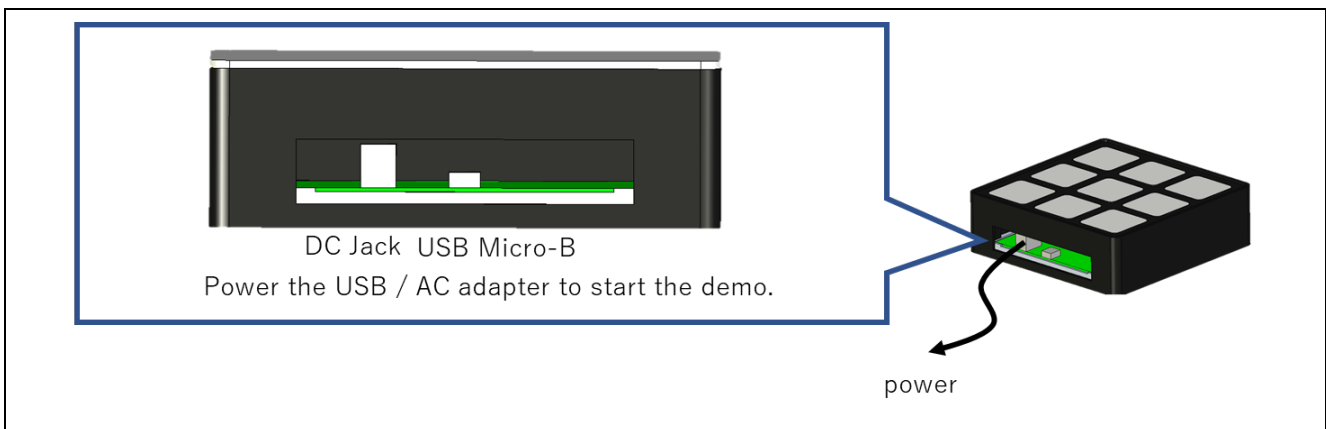 DC Jack USB Micro-B
Power the USB / AC adapter to start the demo.
power